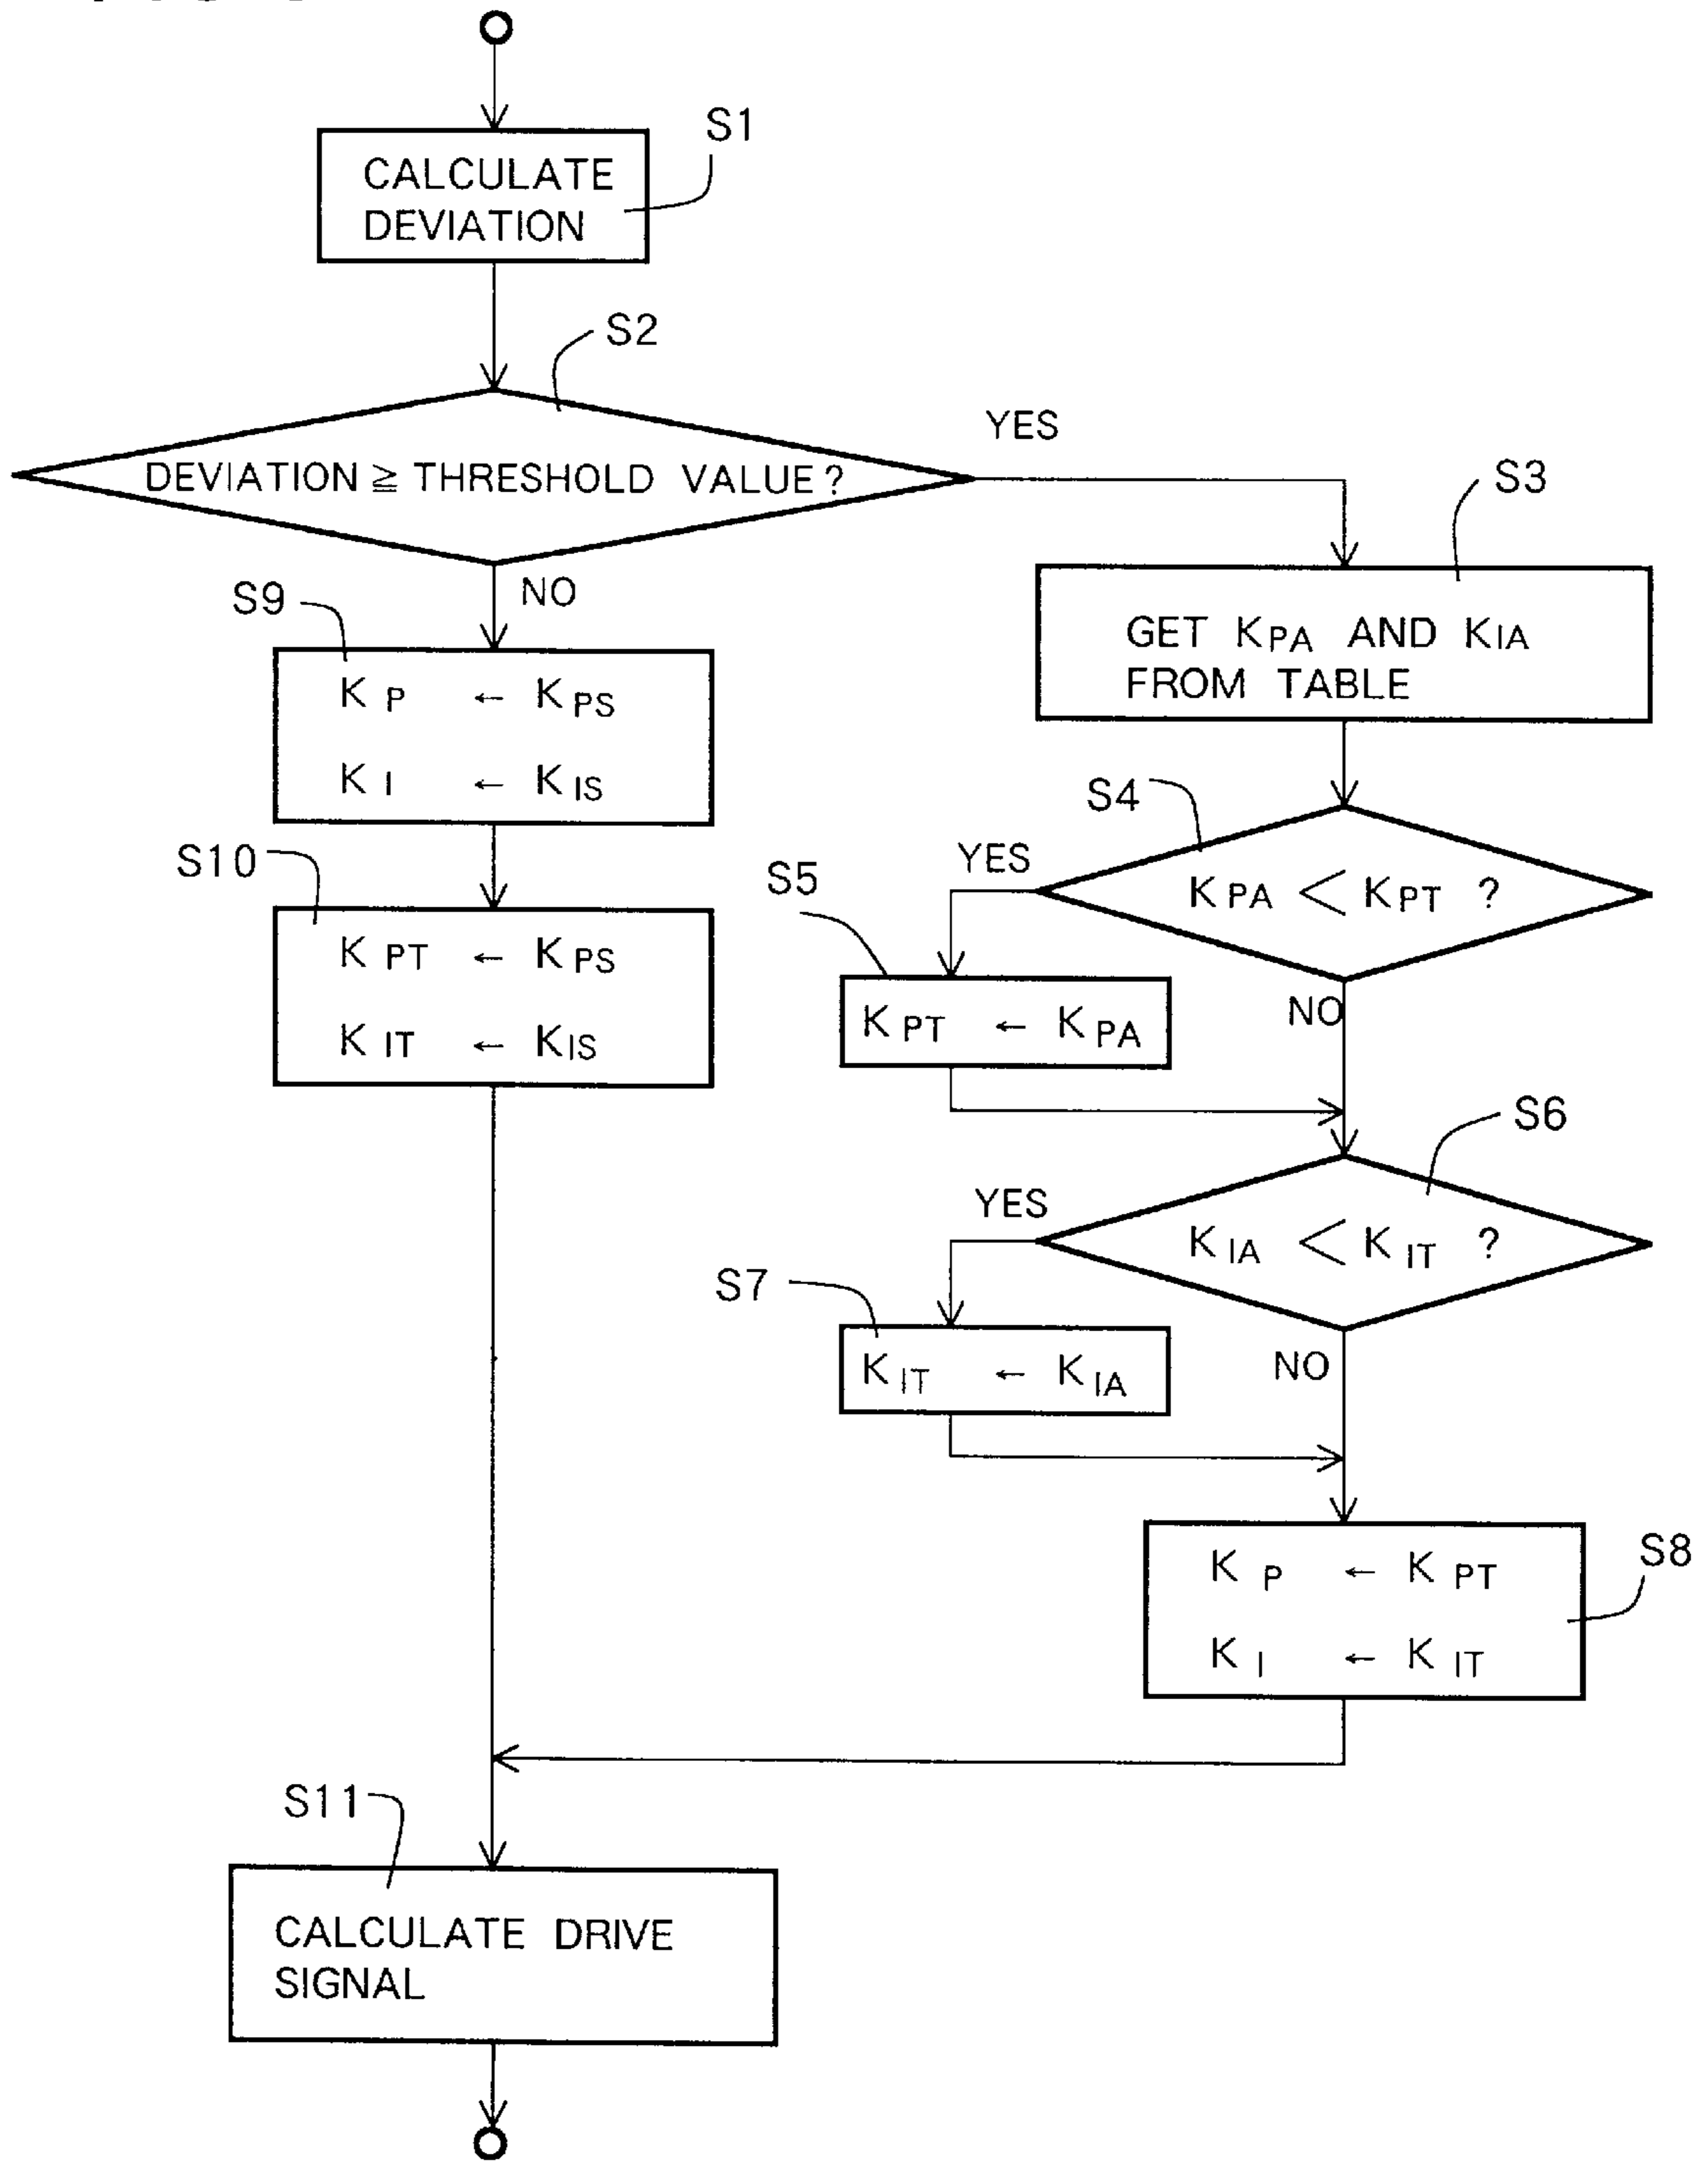 S1
CALCULATE
DEVIATION
S2
YES
DEVIATION ≧ THRESHOLD VALUE?
S3
NO
S9
GET KPA AND KIA
FROM TABLE
KP ← KPS
KI ← KIS
S4
S10
YES
S5
KPA < KPT ?
KPT ← KPS
KIT ← KIS
NO
KPT ← KPA
S6
YES
KIA < KIT ?
S7
NO
KIT ← KIA
S8
KP ← KPT
KI ← KIT
S11
CALCULATE DRIVE
SIGNAL